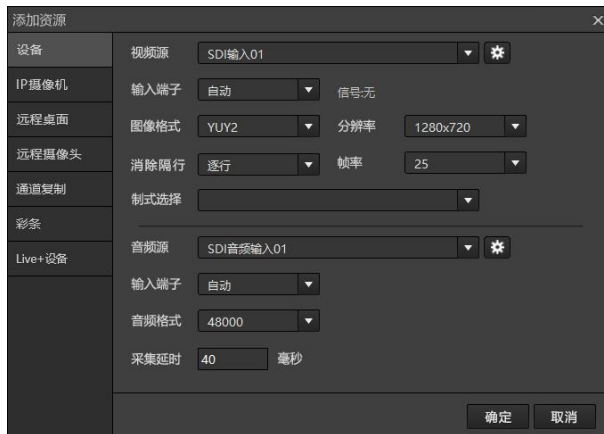 添加资源
设备
IP摄像机
远程桌面
远程摄像头
通道复制
彩条
Live+设备
视频源 SDI输入01
输入端子 自动 信号:无
图像格式 YUY2 分辨率 1280x720
消除隔行 逐行 帧率 25
制式选择
音频源 SDI音频输入01
输入端子 自动
音频格式 48000
采集延时 40 毫秒
确定 取消